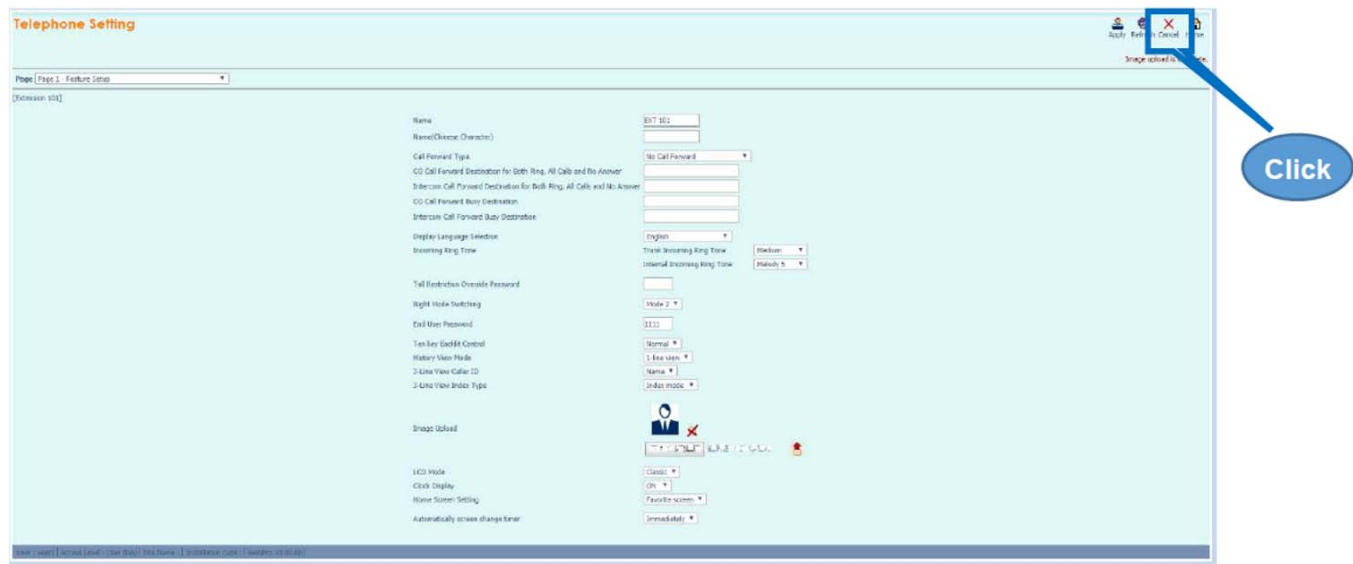 Telephone Setting
Apply Refresh Cancel Home
Image upload is
Page Page 1 - Feature Setup
[Extension 101]
Click
Name EXT 101
Name(Chinese Character)
Call Forward Type No Call Forward
CO Call Forward Destination for Both Ring, All Calls and No Answer
Intercom Call Forward Destination for Both Ring, All Calls and No Answer
CO Call Forward Busy Destination
Intercom Call Forward Busy Destination
Display Language Selection English
Incoming Ring Tone Trunk Incoming Ring Tone Medium
Internal Incoming Ring Tone Melody 5
Toll Restriction Override Password
Night Mode Switching Mode 2
End User Password 1111
Ten Key Backlit Control Normal
History View Mode 1-line view
3-Line View Caller ID Name
3-Line View Index Type Index mode
Image Upload
LCD Mode Classic
Clock Display ON
Home Screen Setting Favorite screen
Automatically screen change timer Immediately